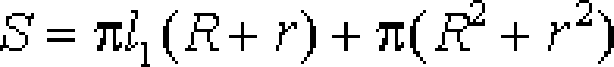 S = πl₁(R + r) + π(R² + r²)